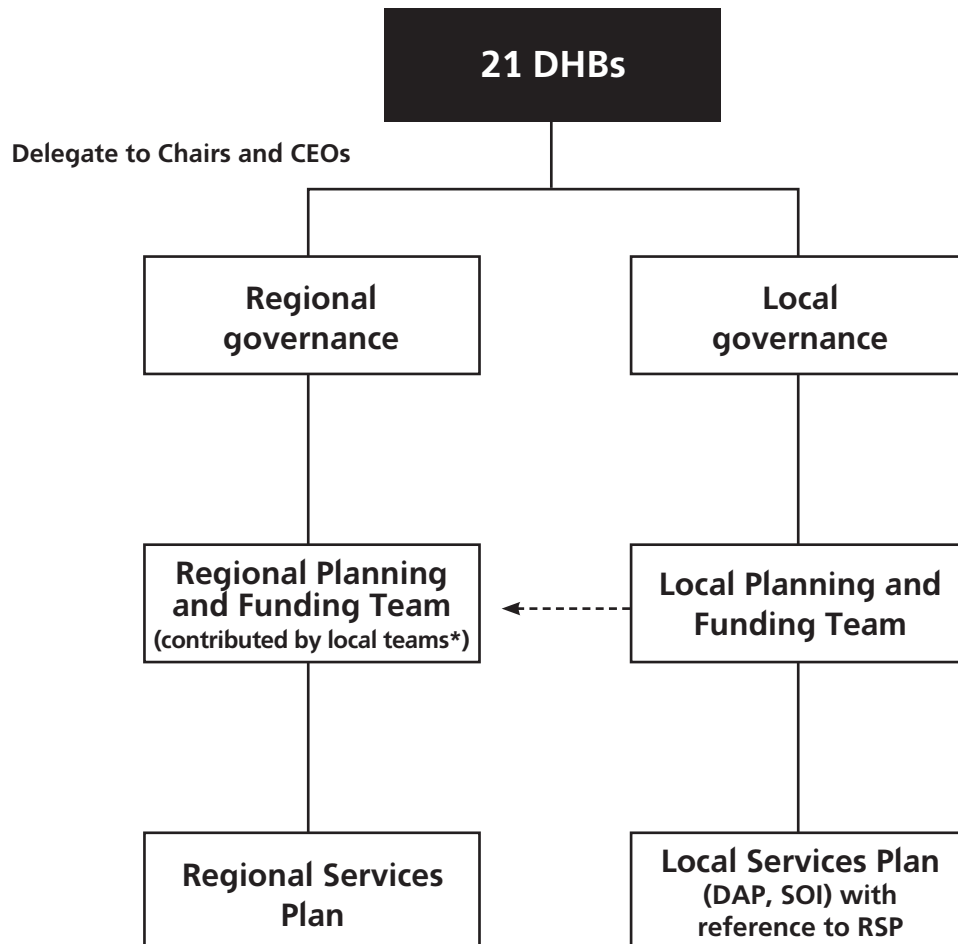 21 DHBs
Delegate to Chairs and CEOs
Regional
governance
Local
governance
Regional Planning
and Funding Team
(contributed by local teams*)
Local Planning and
Funding Team
Regional Services
Plan
Local Services Plan
(DAP, SOI) with
reference to RSP